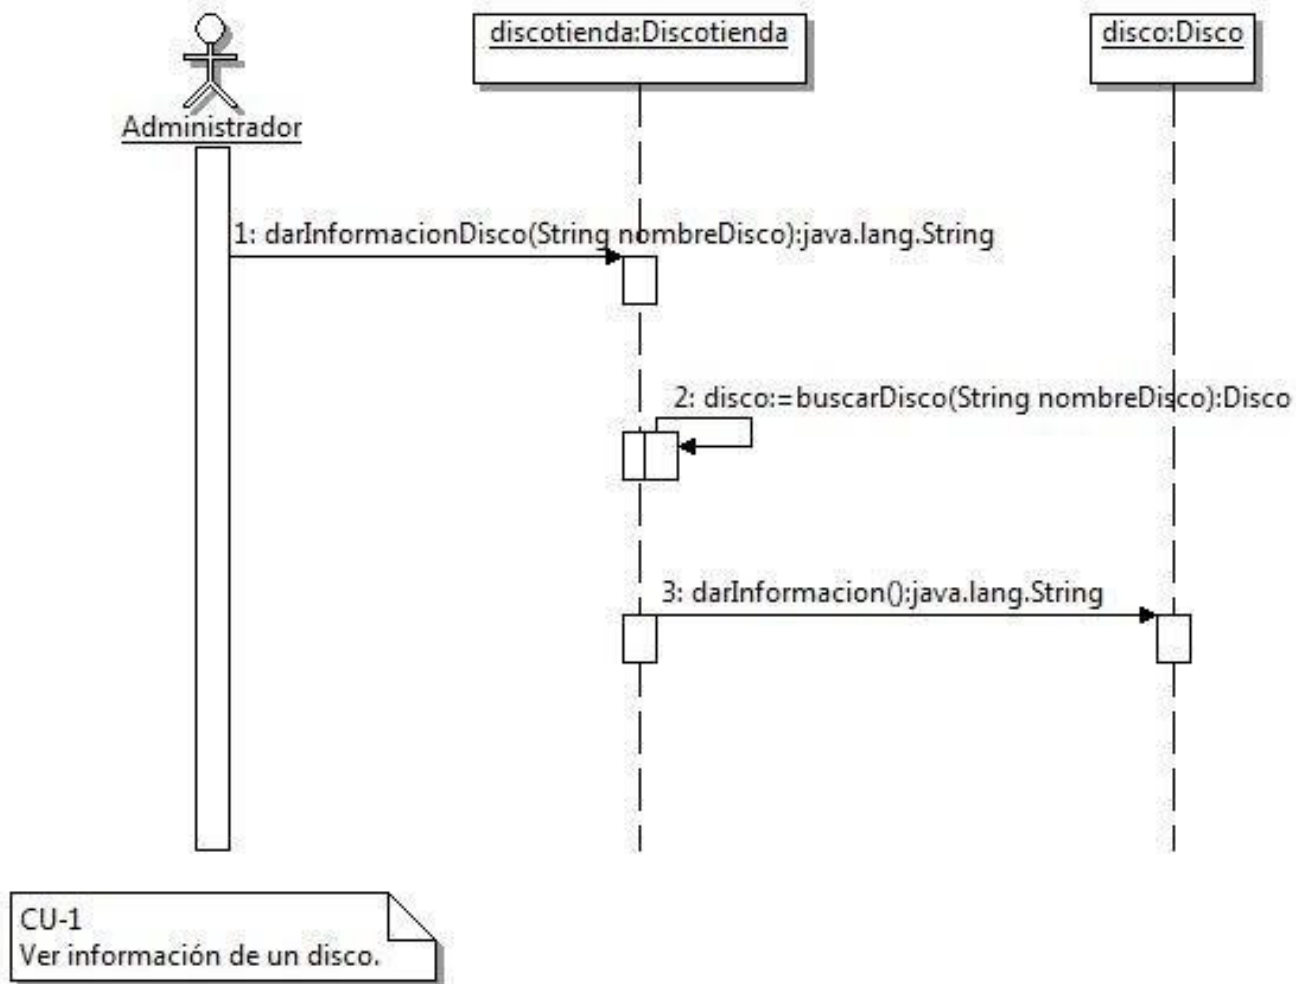 discotienda:Discotienda
disco:Disco
Administrador
1: darInformacionDisco(String nombreDisco):java.lang.String
2: disco:=buscarDisco(String nombreDisco):Disco
3: darInformacion():java.lang.String
CU-1
Ver información de un disco.